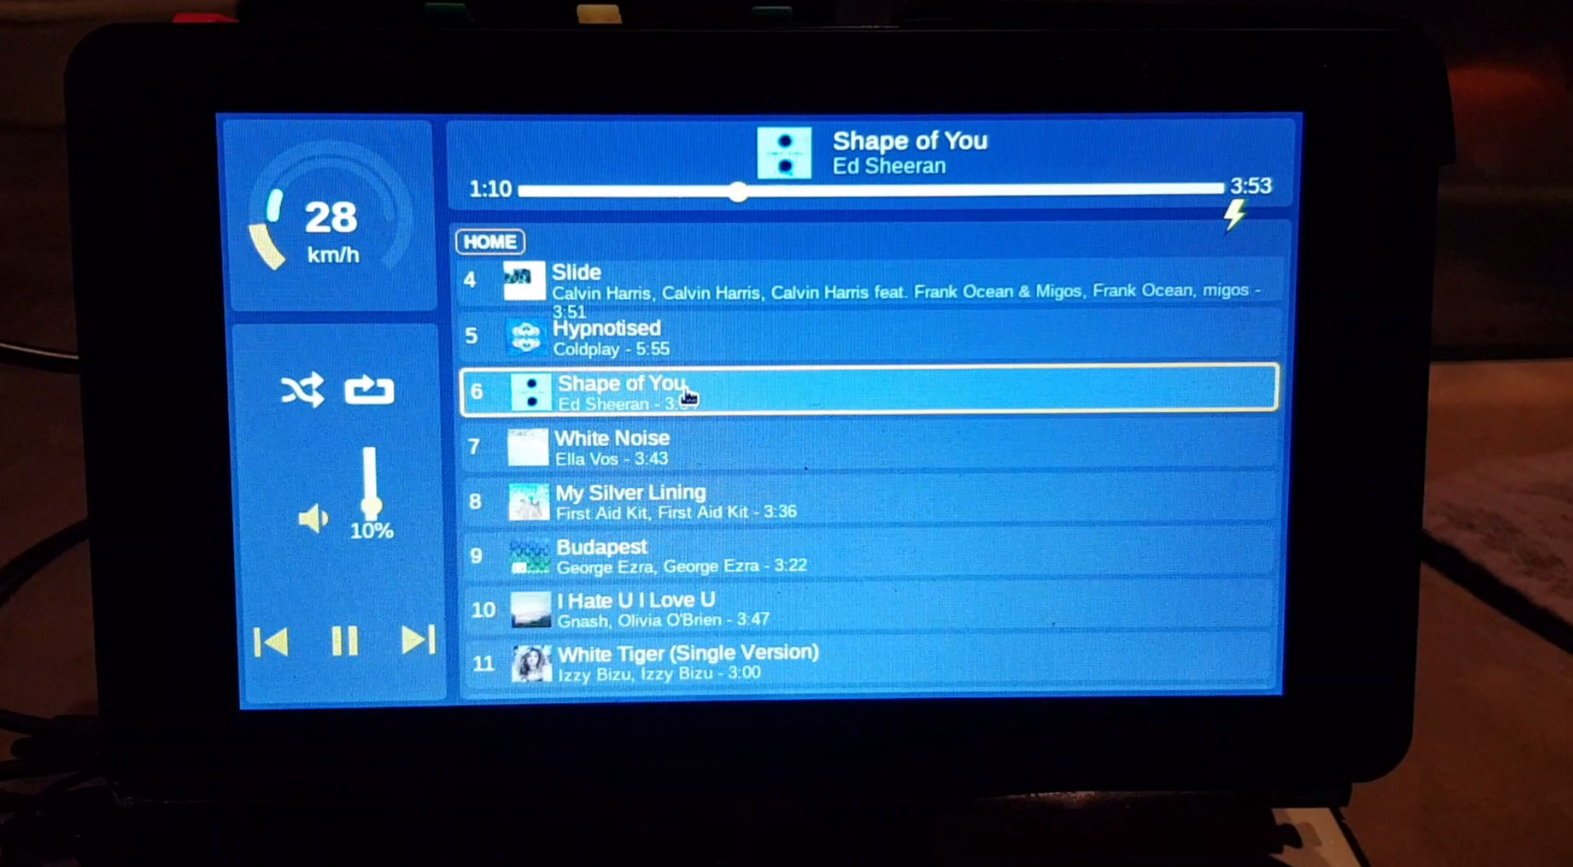 28
km/h
10%
Shape of You
Ed Sheeran
1:10
3:53
HOME
4
Slide
Calvin Harris, Calvin Harris, Calvin Harris feat. Frank Ocean & Migos, Frank Ocean, migos -
3:51
5
Hypnotised
Coldplay - 5:55
6
Shape of You
Ed Sheeran -
7
White Noise
Ella Vos - 3:43
8
My Silver Lining
First Aid Kit, First Aid Kit - 3:36
9
Budapest
George Ezra, George Ezra - 3:22
10
I Hate U I Love U
Gnash, Olivia O'Brien - 3:47
11
White Tiger (Single Version)
Izzy Bizu, Izzy Bizu - 3:00